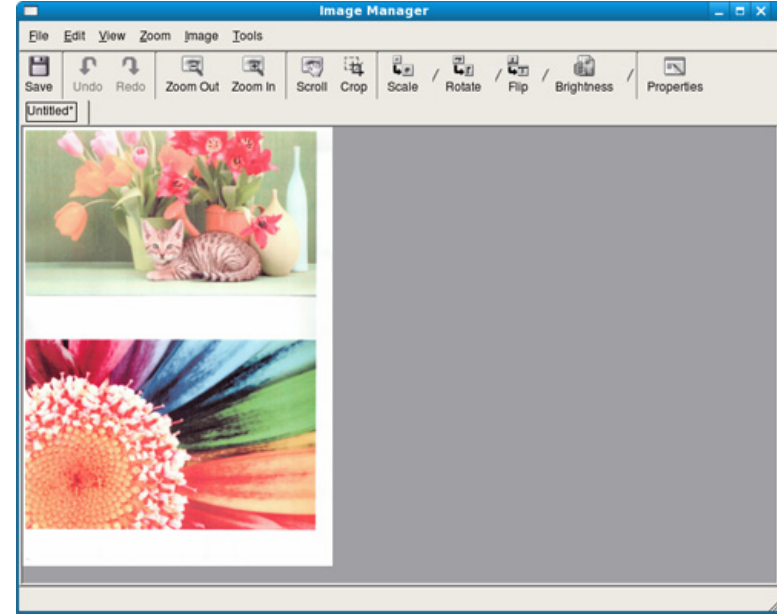 Image Manager
File Edit View Zoom Image Tools
Save Undo Redo Zoom Out Zoom In Scroll Crop Scale / Rotate / Flip / Brightness / Properties
Untitled*